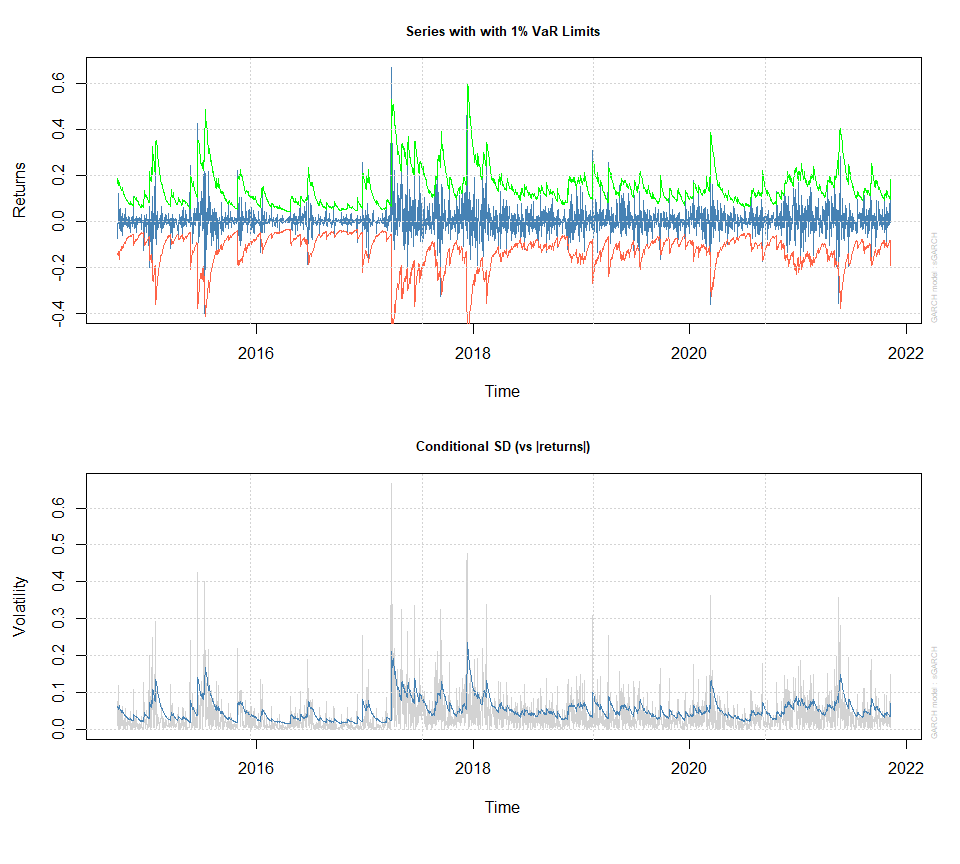 Series with with 1% VaR Limits
Returns
0.6
0.4
0.2
0.0
-0.2
-0.4
2016
2018
2020
2022
Time
GARCH model : sGARCH
Conditional SD (vs |returns|)
Volatility
0.6
0.5
0.4
0.3
0.2
0.1
0.0
2016
2018
2020
2022
Time
GARCH model : sGARCH